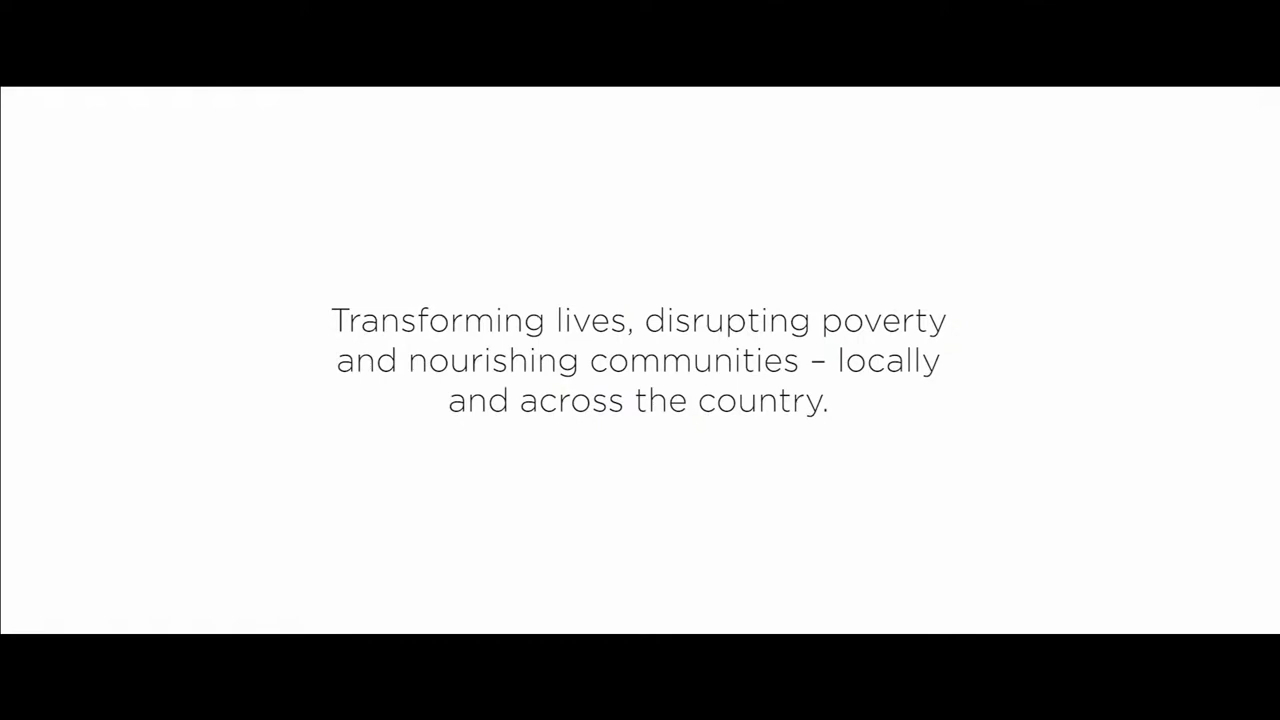 Transforming lives, disrupting poverty
and nourishing communities – locally
and across the country.